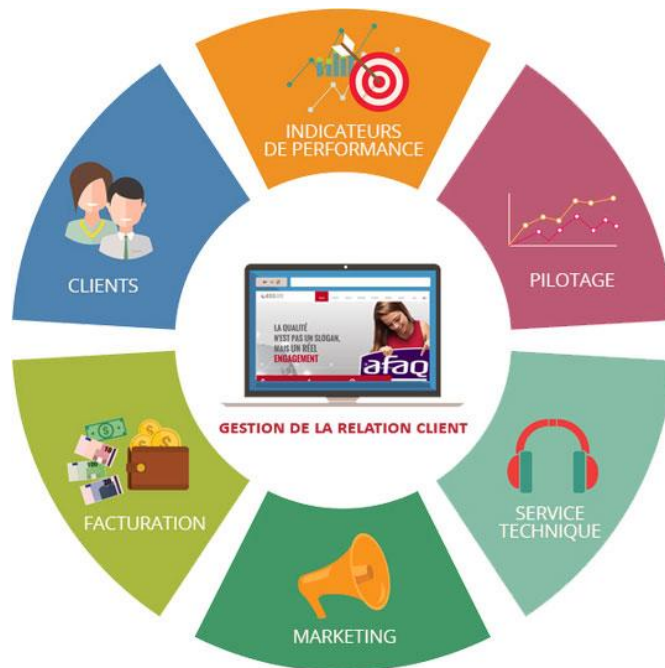 INDICATEURS
DE PERFORMANCE
CLIENTS
PILOTAGE
LA QUALITÉ
N'EST PAS UN SLOGAN,
MAIS UN RÉEL
ENGAGEMENT
afaq
GESTION DE LA RELATION CLIENT
FACTURATION
SERVICE
TECHNIQUE
MARKETING